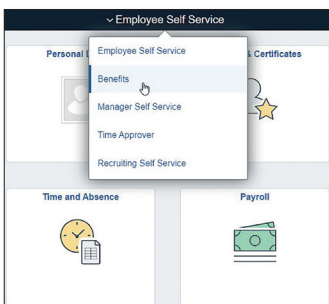 Employee Self Service
Employee Self Service
Personal
& Certificates
Benefits
Manager Self Service
Time Approver
Recruiting Self Service
Time and Absence
Payroll